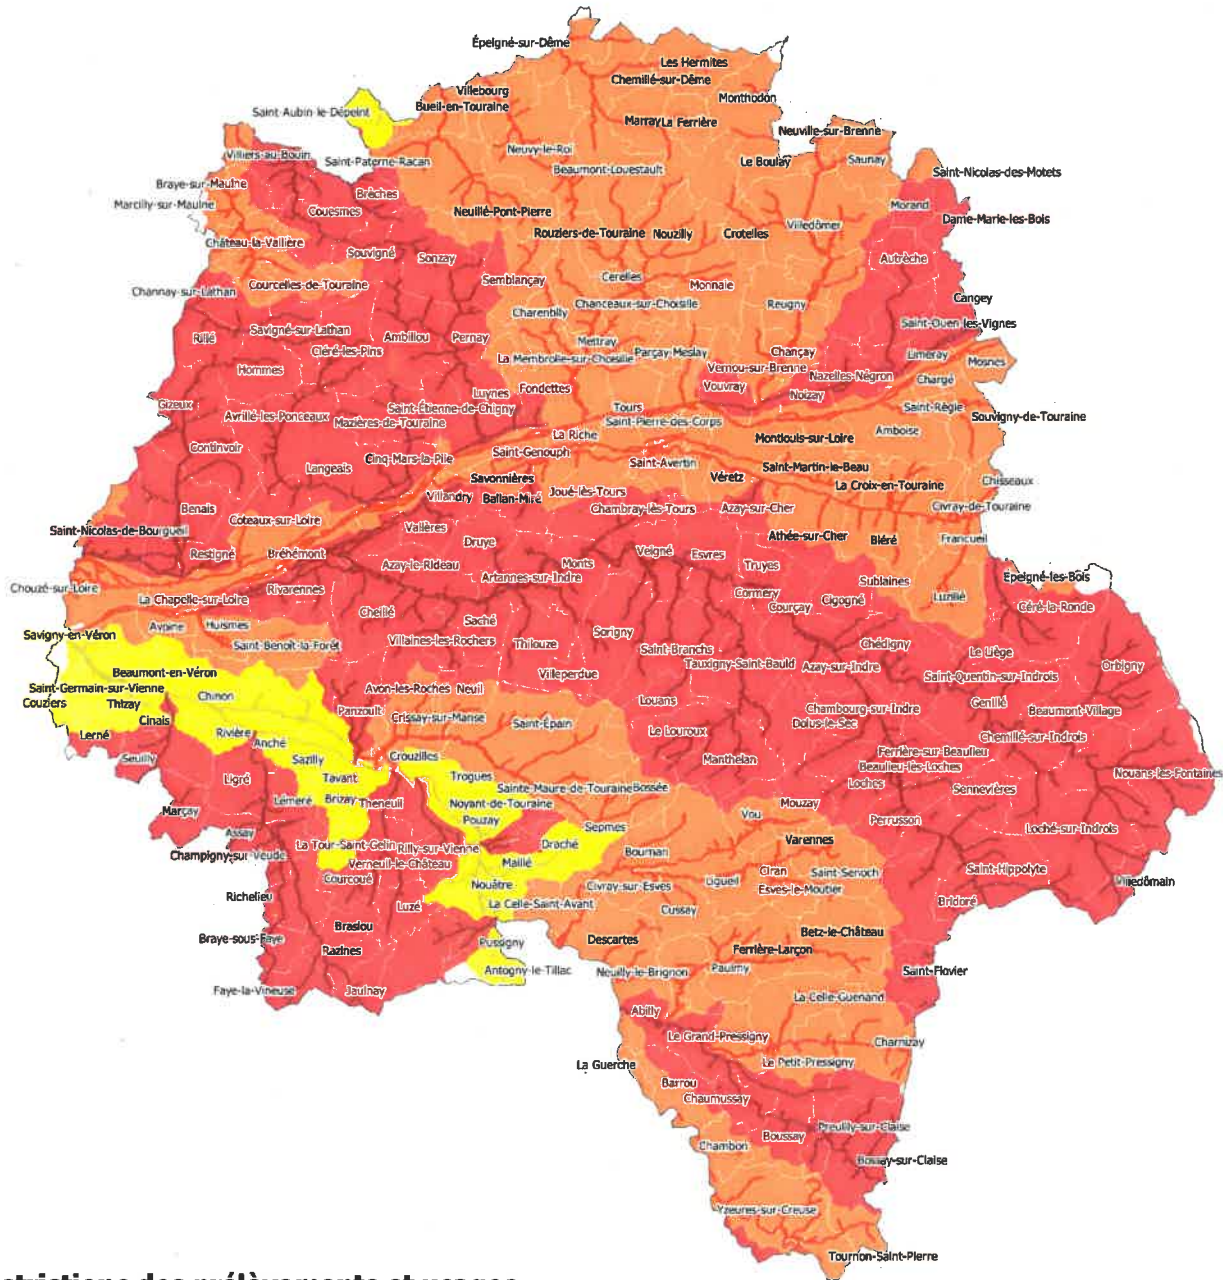 Épeigné-sur-Dême
Les Hermites
Chemillé-sur-Dême
Villebourg
Monthodon
Bueil-en-Touraine
Saint-Aubin-le-Dépeint
Marray
La Ferrière
Neuville-sur-Brenne
Neuvy-le-Roi
Villiers-au-Bouin
Saint-Paterne-Racan
Le Boulay
Saunay
Beaumont-Louestault
Saint-Nicolas-des-Motets
Braye-sur-Maulne
Brèches
Marcilly-sur-Maulne
Couesmes
Neuillé-Pont-Pierre
Morand
Dame-Marie-les-Bois
Villedômer
Rouziers-de-Touraine
Nouzilly
Crotelles
Château-la-Vallière
Souvigné
Sonzay
Autrèche
Cerelles
Semblançay
Courcelles-de-Touraine
Monnaie
Channay-sur-Lathan
Cangey
Chanceaux-sur-Choisille
Reugny
Charentilly
Saint-Ouen les-Vignes
Savigné-sur-Lathan
Rillé
Ambillou
Pernay
Mettray
Cléré-les-Pins
Parçay-Meslay
Chançay
Limeray
La Membrolle-sur-Choisille
Mosnes
Vernou-sur-Brenne
Hommes
Nazelles-Négron
Chargé
Vouvray
Fondettes
Luynes
Noizay
Gizeux
Saint-Étienne-de-Chigny
Tours
Saint-Règle
Avrillé-les-Ponceaux
Souvigny-de-Touraine
Mazières-de-Touraine
Saint-Pierre-des-Corps
Amboise
La Riche
Montlouis-sur-Loire
Continvoir
Saint-Genouph
Cinq-Mars-la-Pile
Saint-Avertin
Langeais
Saint-Martin-le-Beau
Savonnières
Véretz
Chisseaux
La Croix-en-Touraine
Joué-lès-Tours
Villandry
Ballan-Miré
Civray-de-Touraine
Benais
Chambray-lès-Tours
Azay-sur-Cher
Coteaux-sur-Loire
Saint-Nicolas-de-Bourgueil
Vallères
Athée-sur-Cher
Bléré
Francueil
Druye
Restigné
Bréhémont
Veigné
Esvres
Azay-le-Rideau
Monts
Truyes
Artannes-sur-Indre
Épeigné-les-Bois
Sublaines
Chouzé-sur-Loire
Rivarennes
Cormery
Luzillé
La Chapelle-sur-Loire
Cigogné
Courçay
Céré-la-Ronde
Cheillé
Saché
Avoine
Huismes
Savigny-en-Véron
Sorigny
Villaines-les-Rochers
Thilouze
Chédigny
Saint-Benoît-la-Forêt
Saint-Branchs
Le Liège
Tauxigny-Saint-Bauld
Azay-sur-Indre
Orbigny
Beaumont-en-Véron
Villeperdue
Saint-Quentin-sur-Indrois
Saint-Germain-sur-Vienne
Avon-les-Roches
Neuil
Chinon
Couziers
Thizay
Louans
Genillé
Chambourg-sur-Indre
Panzoult
Beaumont-Village
Cinais
Crissay-sur-Manse
Saint-Épain
Dolus-le-Sec
Le Louroux
Lerné
Rivière
Chemillé-sur-Indrois
Anché
Ferrière-sur-Beaulieu
Seuilly
Sazilly
Crouzilles
Manthelan
Beaulieu-lès-Loches
Nouans-les-Fontaines
Ligré
Tavant
Trogues
Loches
Sainte-Maure-de-Touraine
Bossée
Sennevières
Lémeré
Brizay
Theneuil
Noyant-de-Touraine
Mouzay
Marçay
Vou
Pouzay
Perrusson
Sepmes
Loché-sur-Indrois
Assay
Varennes
La Tour-Saint-Gelin
Rilly-sur-Vienne
Draché
Champigny-sur-Veude
Bournan
Verneuil-le-Château
Maillé
Ciran
Saint-Senoch
Saint-Hippolyte
Courcoué
Nouâtre
Civray-sur-Esves
Ligueil
Esves-le-Moutier
Villedômain
Richelieu
Luzé
La Celle-Saint-Avant
Cussay
Bridoré
Braslou
Betz-le-Château
Braye-sous-Faye
Descartes
Pussigny
Razines
Ferrière-Larçon
Antogny-le-Tillac
Neuilly-le-Brignon
Paulmy
Saint-Flovier
Faye-la-Vineuse
Jaulnay
La Celle-Guenand
Abilly
Le Grand-Pressigny
Charnizay
La Guerche
Le Petit-Pressigny
Barrou
Chaumussay
Preuilly-sur-Claise
Boussay
Chambon
Bossay-sur-Claise
Yzeures-sur-Creuse
Tournon-Saint-Pierre